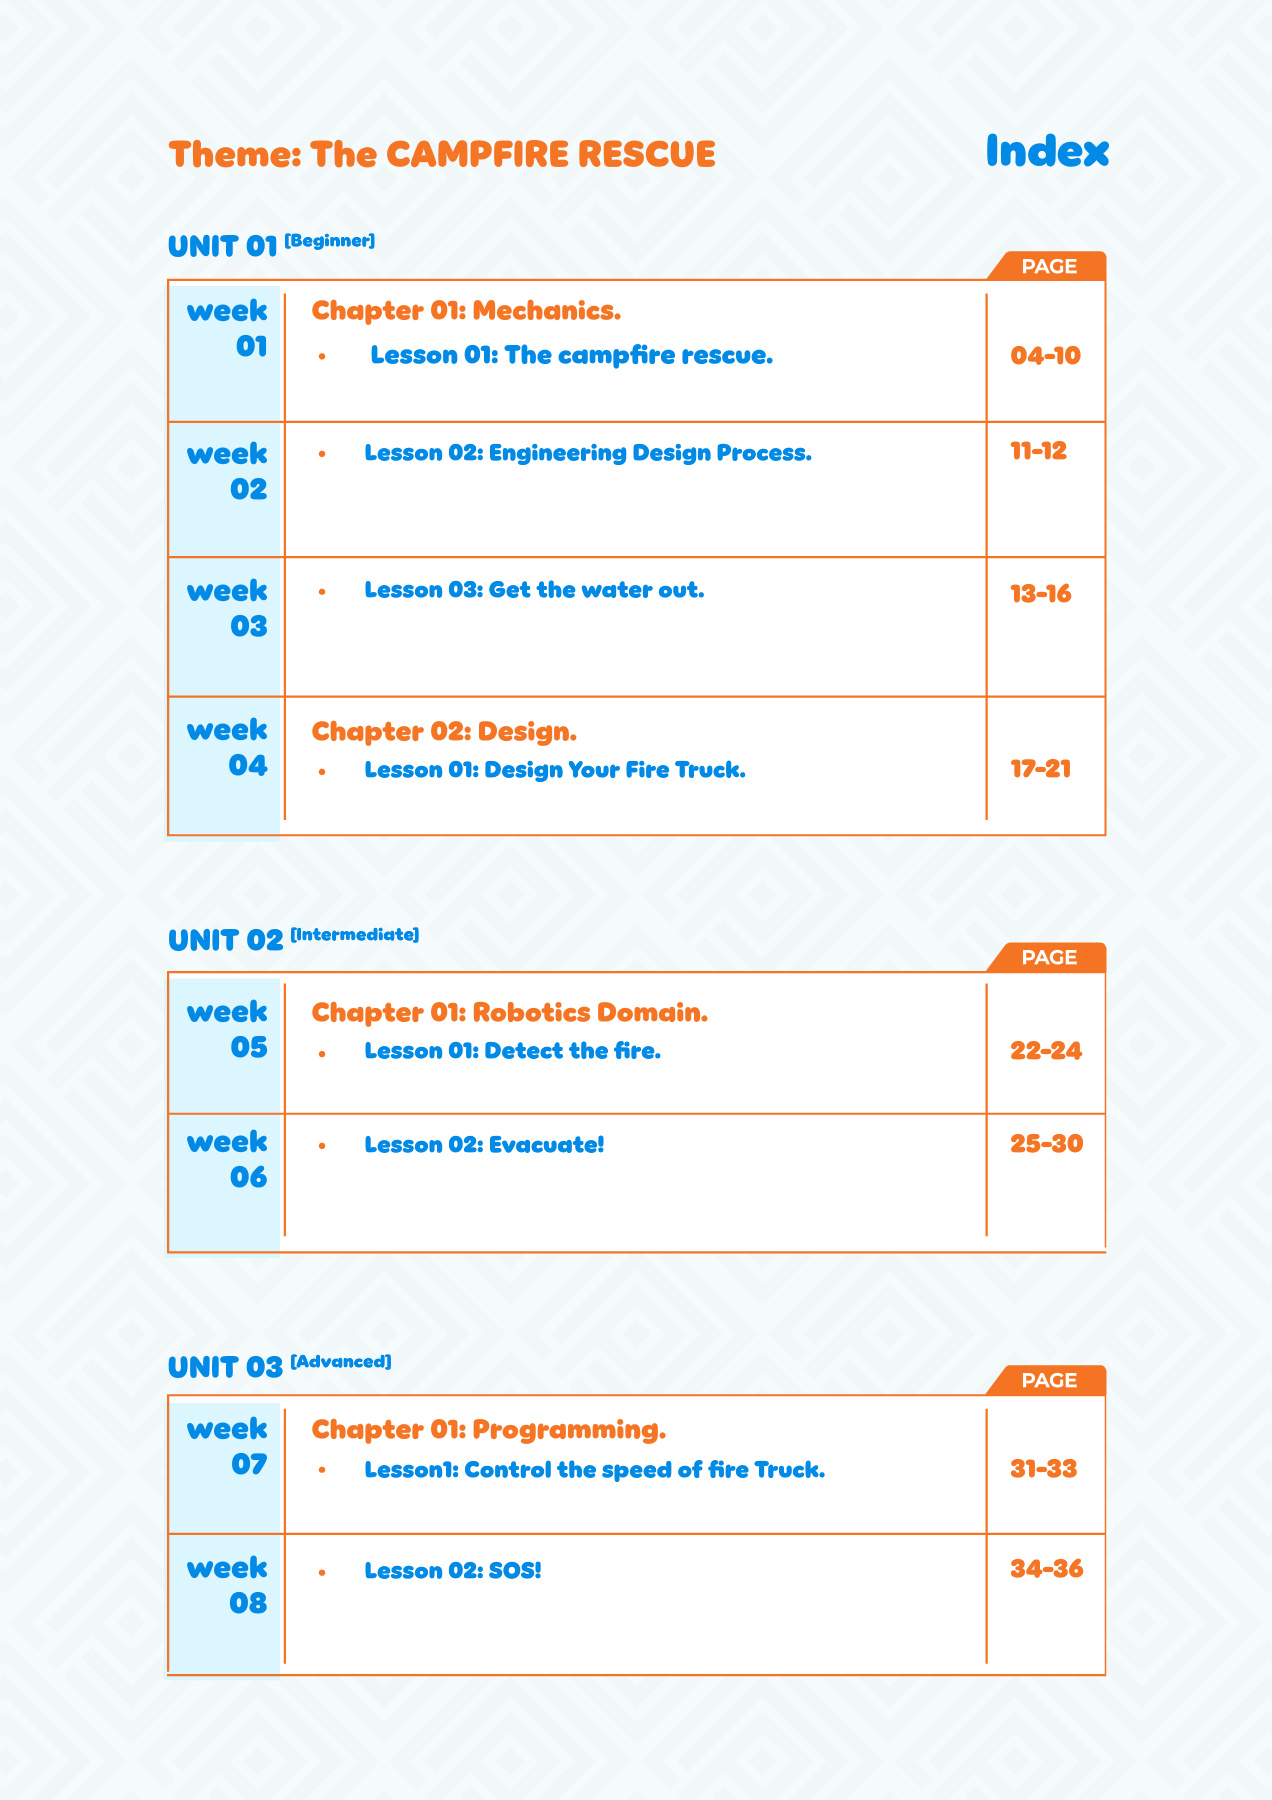 Theme: The CAMPFIRE RESCUE
Index
UNIT 01 [Beginner]
PAGE
week
01
Chapter 01: Mechanics.
• Lesson 01: The campfire rescue.
04-10
week
02
• Lesson 02: Engineering Design Process.
11-12
week
03
• Lesson 03: Get the water out.
13-16
week
04
Chapter 02: Design.
• Lesson 01: Design Your Fire Truck.
17-21
UNIT 02 [Intermediate]
PAGE
week
05
Chapter 01: Robotics Domain.
• Lesson 01: Detect the fire.
22-24
week
06
• Lesson 02: Evacuate!
25-30
UNIT 03 [Advanced]
PAGE
week
07
Chapter 01: Programming.
• Lesson1: Control the speed of fire Truck.
31-33
week
08
• Lesson 02: SOS!
34-36